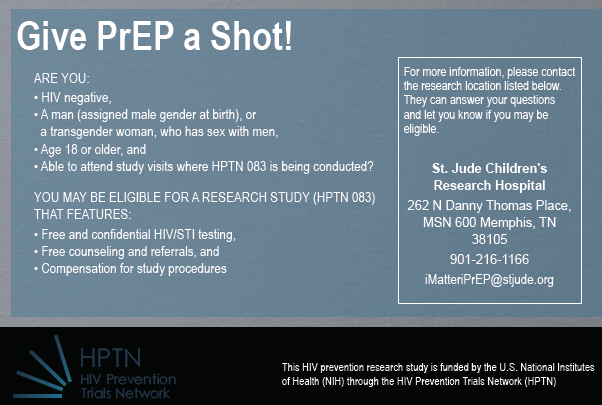 Give PrEP a Shot!
ARE YOU:
• HIV negative,
• A man (assigned male gender at birth), or
a transgender woman, who has sex with men,
• Age 18 or older, and
• Able to attend study visits where HPTN 083 is being conducted?
YOU MAY BE ELIGIBLE FOR A RESEARCH STUDY (HPTN 083)
THAT FEATURES:
• Free and confidential HIV/STI testing,
• Free counseling and referrals, and
• Compensation for study procedures
For more information, please contact
the research location listed below.
They can answer your questions
and let you know if you may be
eligible.
St. Jude Children's
Research Hospital
262 N Danny Thomas Place,
MSN 600 Memphis, TN
38105
901-216-1166
iMatteriPrEP@stjude.org
HPTN
HIV Prevention
Trials Network
This HIV prevention research study is funded by the U.S. National Institutes
of Health (NIH) through the HIV Prevention Trials Network (HPTN)